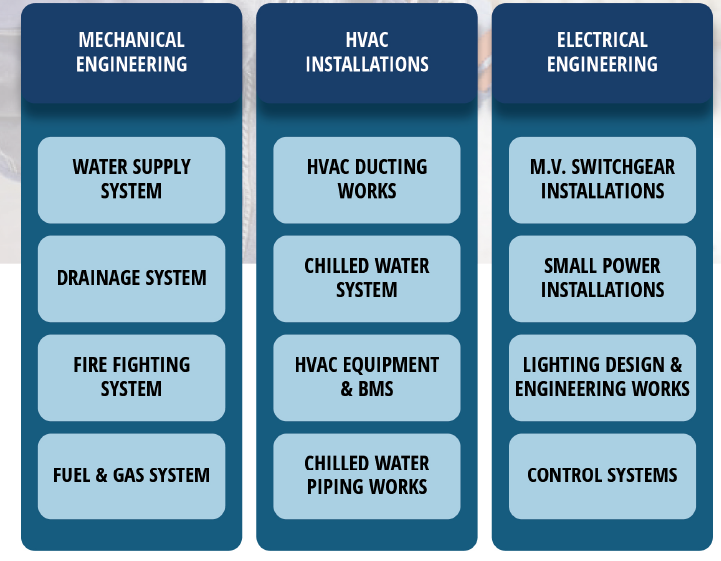 MECHANICAL
ENGINEERING
WATER SUPPLY
SYSTEM
DRAINAGE SYSTEM
FIRE FIGHTING
SYSTEM
FUEL & GAS SYSTEM
HVAC
INSTALLATIONS
HVAC DUCTING
WORKS
CHILLED WATER
SYSTEM
HVAC EQUIPMENT
& BMS
CHILLED WATER
PIPING WORKS
ELECTRICAL
ENGINEERING
M.V. SWITCHGEAR
INSTALLATIONS
SMALL POWER
INSTALLATIONS
LIGHTING DESIGN &
ENGINEERING WORKS
CONTROL SYSTEMS